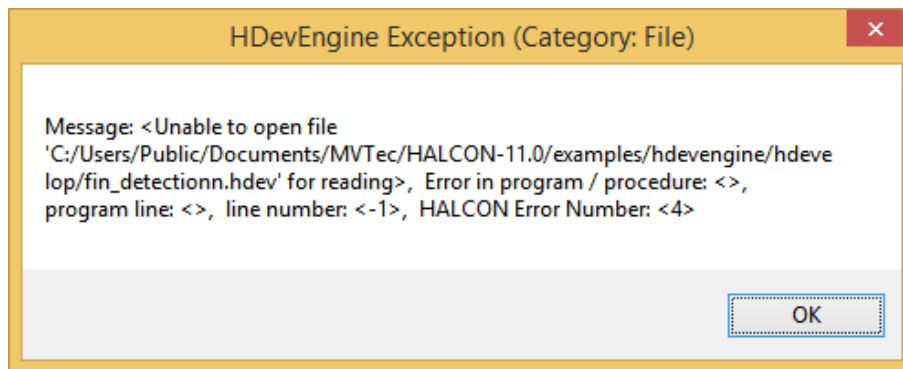 HDevEngine Exception (Category: File)
Message: <Unable to open file
'C:/Users/Public/Documents/MVTec/HALCON-11.0/examples/hdevengine/hdeve
lop/fin_detectionn.hdev' for reading>, Error in program / procedure: <>,
program line: <>, line number: <-1>, HALCON Error Number: <4>
OK